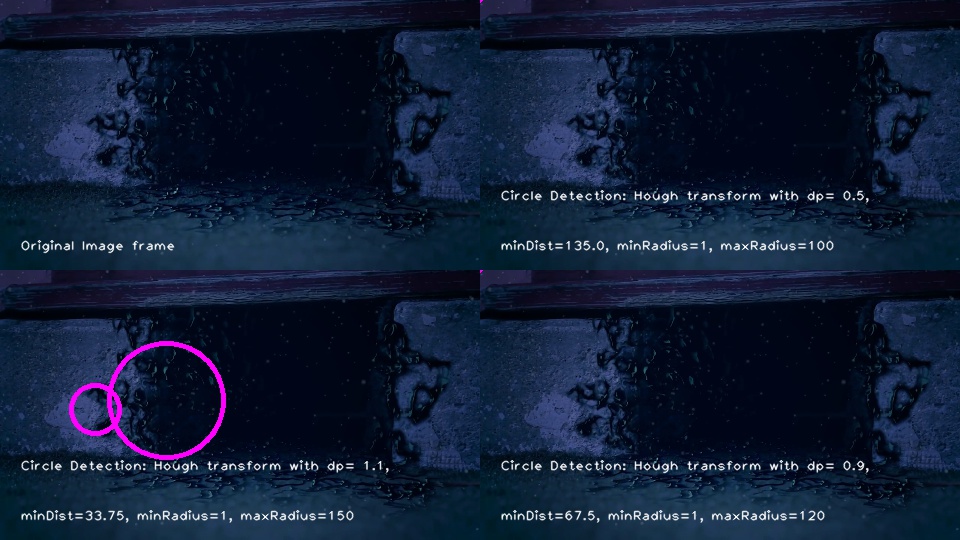 Original Image frame
Circle Detection: Hough transform with dp= 0.5,
minDist=135.0, minRadius=1, maxRadius=100
Circle Detection: Hough transform with dp= 1.1,
minDist=33.75, minRadius=1, maxRadius=150
Circle Detection: Hough transform with dp= 0.9,
minDist=67.5, minRadius=1, maxRadius=120